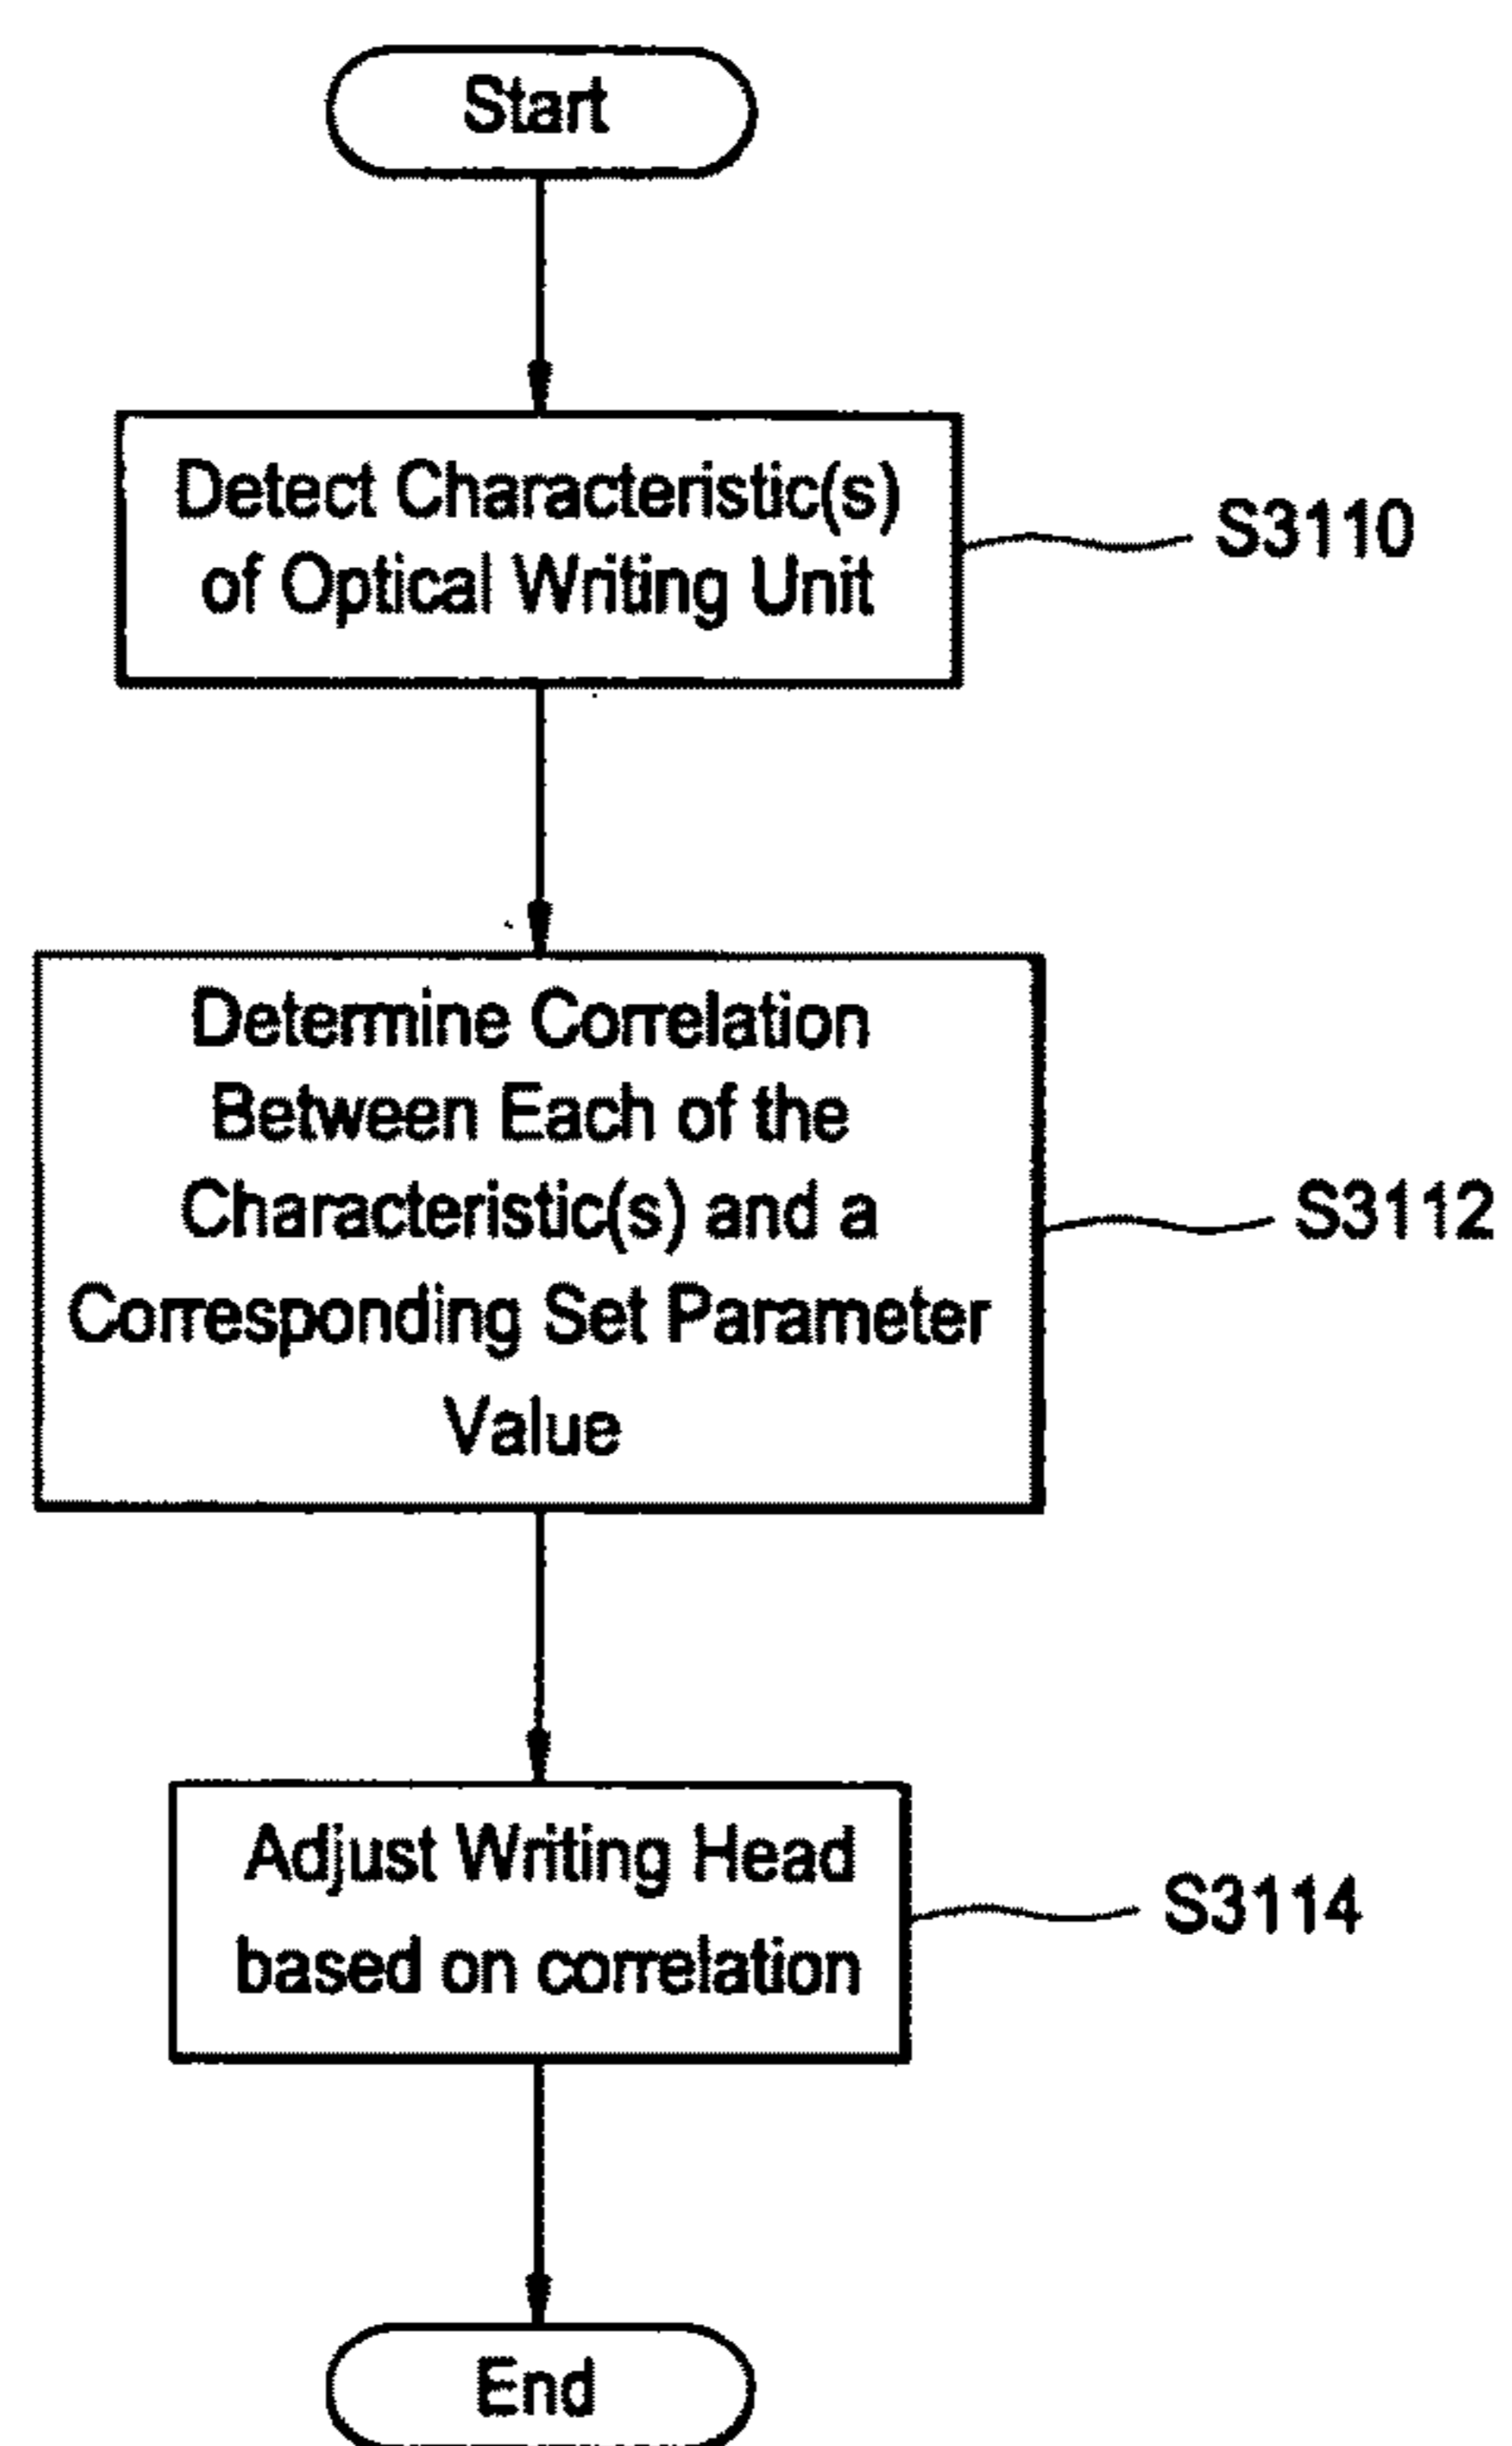 Start
Detect Characteristic(s)
of Optical Writing Unit
S3110
Determine Correlation
Between Each of the
Characteristic(s) and a
Corresponding Set Parameter
Value
S3112
Adjust Writing Head
based on correlation
S3114
End